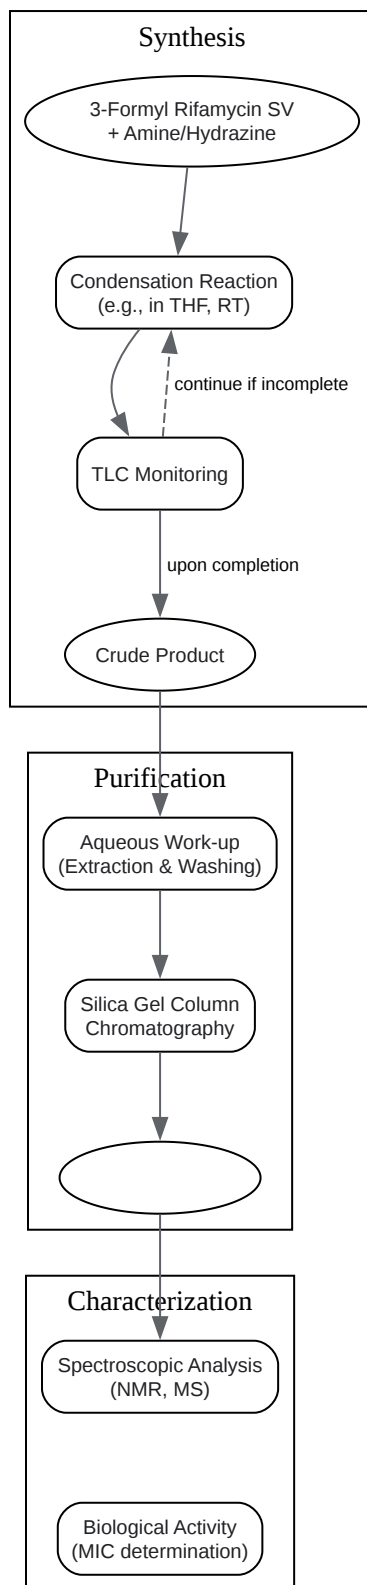 Synthesis
3-Formyl Rifamycin SV
+ Amine/Hydrazine
Condensation Reaction
(e.g., in THF, RT)
continue if incomplete
TLC Monitoring
upon completion
Crude Product
Purification
Aqueous Work-up
(Extraction & Washing)
Silica Gel Column
Chromatography
Characterization
Spectroscopic Analysis
(NMR, MS)
Biological Activity
(MIC determination)